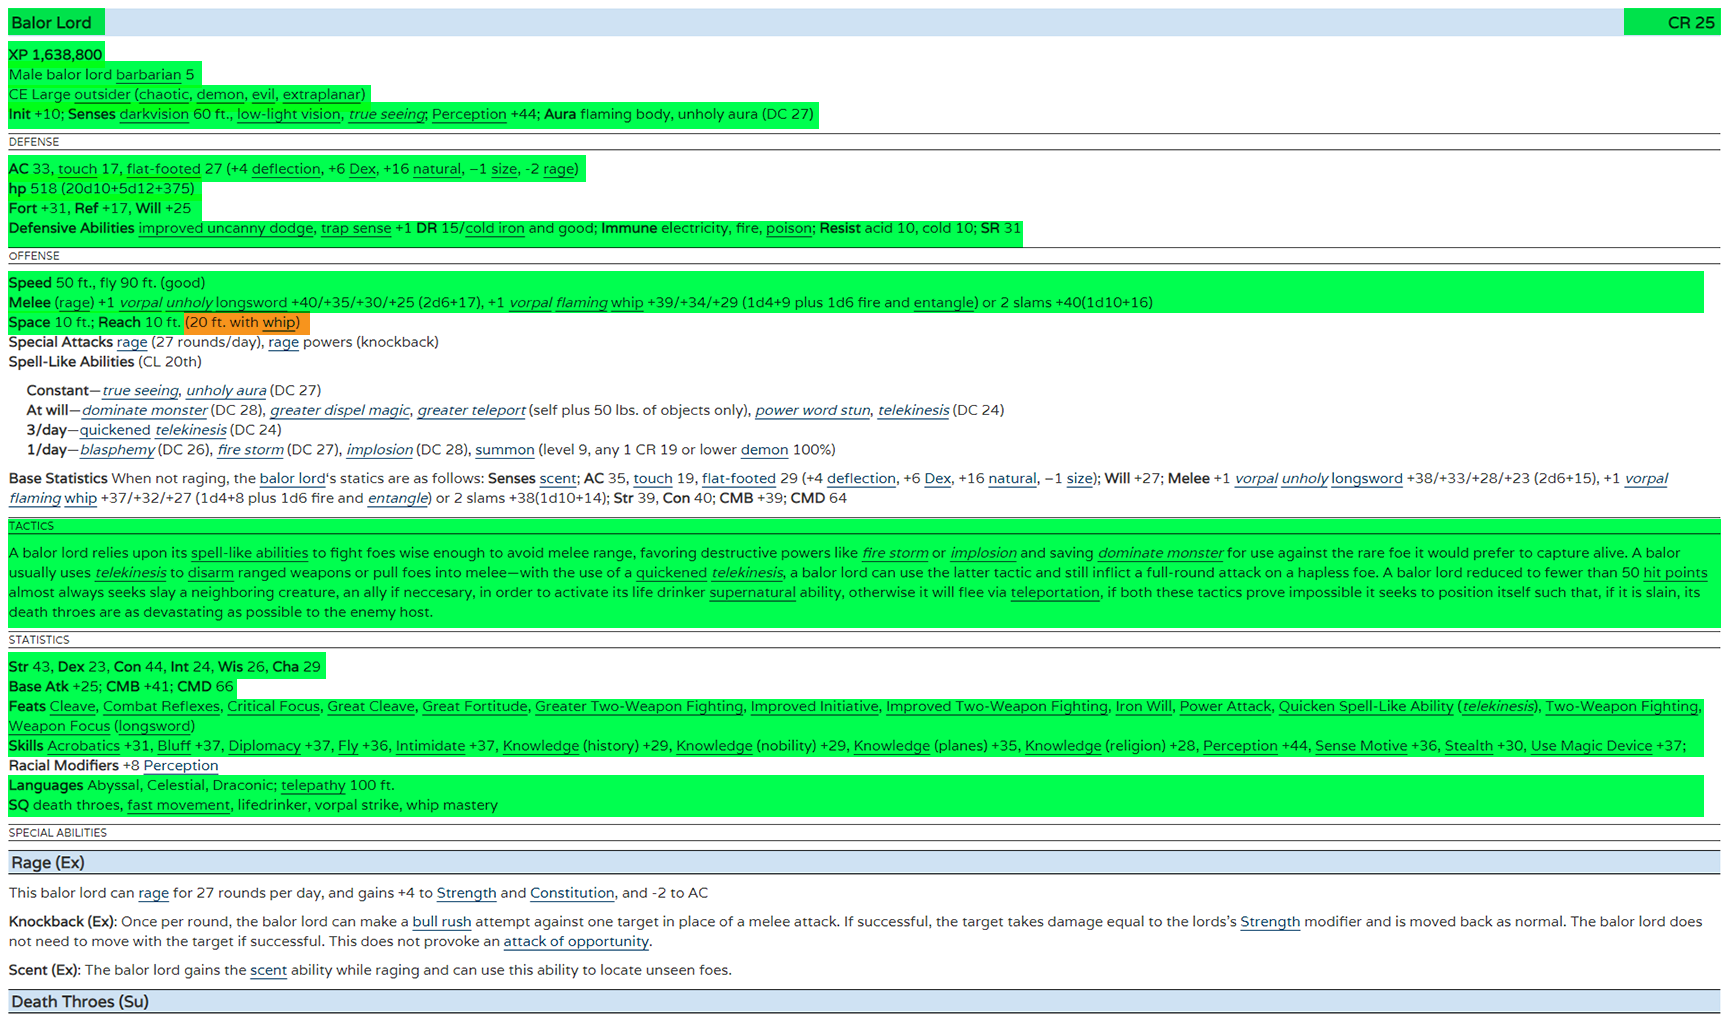 Balor Lord CR 25
XP 1,638,800
Male balor lord barbarian 5
CE Large outsider (chaotic, demon, evil, extraplanar)
Init +10; Senses darkvision 60 ft., low-light vision, true seeing; Perception +44; Aura flaming body, unholy aura (DC 27)
DEFENSE
AC 33, touch 17, flat-footed 27 (+4 deflection, +6 Dex, +16 natural, −1 size, -2 rage)
hp 518 (20d10+5d12+375)
Fort +31, Ref +17, Will +25
Defensive Abilities improved uncanny dodge, trap sense +1 DR 15/cold iron and good; Immune electricity, fire, poison; Resist acid 10, cold 10; SR 31
OFFENSE
Speed 50 ft., fly 90 ft. (good)
Melee (rage) +1 vorpal unholy longsword +40/+35/+30/+25 (2d6+17), +1 vorpal flaming whip +39/+34/+29 (1d4+9 plus 1d6 fire and entangle) or 2 slams +40(1d10+16)
Space 10 ft.; Reach 10 ft. (20 ft. with whip)
Special Attacks rage (27 rounds/day), rage powers (knockback)
Spell-Like Abilities (CL 20th)
Constant—true seeing, unholy aura (DC 27)
At will—dominate monster (DC 28), greater dispel magic, greater teleport (self plus 50 lbs. of objects only), power word stun, telekinesis (DC 24)
3/day—quickened telekinesis (DC 24)
1/day—blasphemy (DC 26), fire storm (DC 27), implosion (DC 28), summon (level 9, any 1 CR 19 or lower demon 100%)
Base Statistics When not raging, the balor lord‘s statics are as follows: Senses scent; AC 35, touch 19, flat-footed 29 (+4 deflection, +6 Dex, +16 natural, −1 size); Will +27; Melee +1 vorpal unholy longsword +38/+33/+28/+23 (2d6+15), +1 vorpal
flaming whip +37/+32/+27 (1d4+8 plus 1d6 fire and entangle) or 2 slams +38(1d10+14); Str 39, Con 40; CMB +39; CMD 64
TACTICS
A balor lord relies upon its spell-like abilities to fight foes wise enough to avoid melee range, favoring destructive powers like fire storm or implosion and saving dominate monster for use against the rare foe it would prefer to capture alive. A balor
usually uses telekinesis to disarm ranged weapons or pull foes into melee—with the use of a quickened telekinesis, a balor lord can use the latter tactic and still inflict a full-round attack on a hapless foe. A balor lord reduced to fewer than 50 hit points
almost always seeks slay a neighboring creature, an ally if neccesary, in order to activate its life drinker supernatural ability, otherwise it will flee via teleportation, if both these tactics prove impossible it seeks to position itself such that, if it is slain, its
death throes are as devastating as possible to the enemy host.
STATISTICS
Str 43, Dex 23, Con 44, Int 24, Wis 26, Cha 29
Base Atk +25; CMB +41; CMD 66
Feats Cleave, Combat Reflexes, Critical Focus, Great Cleave, Great Fortitude, Greater Two-Weapon Fighting, Improved Initiative, Improved Two-Weapon Fighting, Iron Will, Power Attack, Quicken Spell-Like Ability (telekinesis), Two-Weapon Fighting,
Weapon Focus (longsword)
Skills Acrobatics +31, Bluff +37, Diplomacy +37, Fly +36, Intimidate +37, Knowledge (history) +29, Knowledge (nobility) +29, Knowledge (planes) +35, Knowledge (religion) +28, Perception +44, Sense Motive +36, Stealth +30, Use Magic Device +37;
Racial Modifiers +8 Perception
Languages Abyssal, Celestial, Draconic; telepathy 100 ft.
SQ death throes, fast movement, lifedrinker, vorpal strike, whip mastery
SPECIAL ABILITIES
Rage (Ex)
This balor lord can rage for 27 rounds per day, and gains +4 to Strength and Constitution, and -2 to AC
Knockback (Ex): Once per round, the balor lord can make a bull rush attempt against one target in place of a melee attack. If successful, the target takes damage equal to the lords’s Strength modifier and is moved back as normal. The balor lord does
not need to move with the target if successful. This does not provoke an attack of opportunity.
Scent (Ex): The balor lord gains the scent ability while raging and can use this ability to locate unseen foes.
Death Throes (Su)